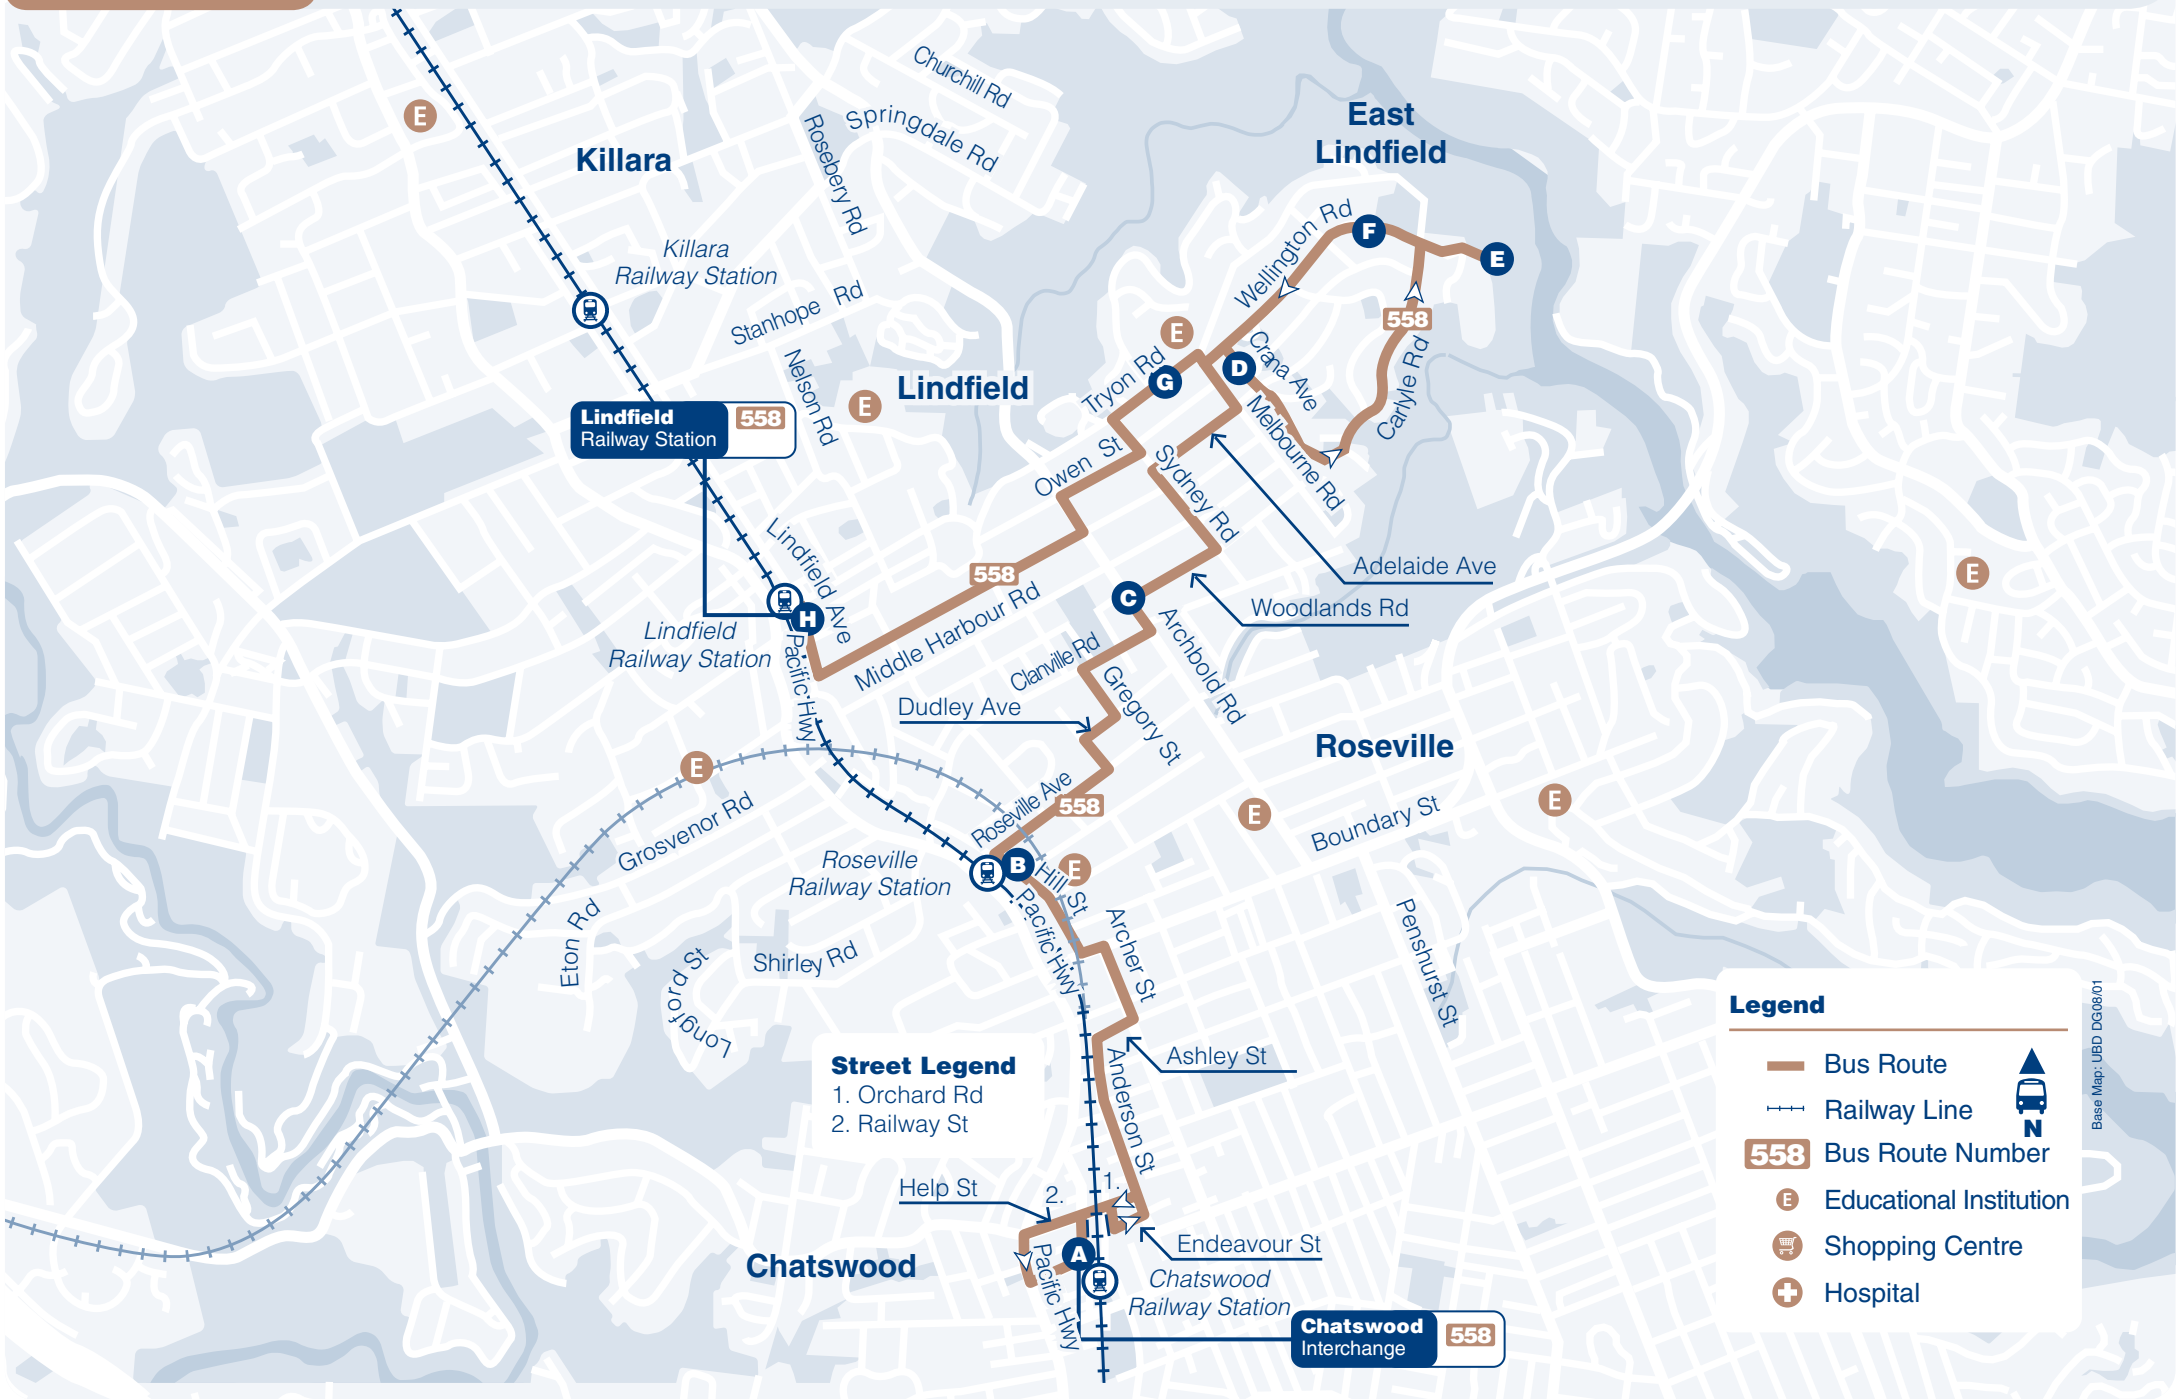 Churchill Rd
Springdale Rd
Rosebery Rd
East
Lindfield
E
Killara
Killara
Railway Station
Stanhope Rd
Nelson Rd
E
Lindfield
Lindfield
Railway Station
558
Wellington Rd
F
E
558
E
Tryon Rd
G
D
Crana Ave
Carlyle Rd
Melbourne Rd
Owen St
Sydney Rd
Adelaide Ave
Woodlands Rd
E
Lindfield Ave
558
Middle Harbour Rd
H
Lindfield
Railway Station
Pacific Hwy
C
Archbold Rd
Clanville Rd
Gregory St
Dudley Ave
Roseville
E
Grosvenor Rd
Roseville Ave
558
E
E
Boundary St
Roseville
Railway Station
B
Hill St
E
Pacific Hwy
Archer St
Penshurst St
Eton Rd
Longford St
Shirley Rd
Street Legend
1. Orchard Rd
2. Railway St
Ashley St
Anderson St
Help St
2.
1.
Endeavour St
A
Chatswood
Pacific Hwy
Chatswood
Railway Station
Chatswood
Interchange
558
Legend
Bus Route
Railway Line
N
558
Bus Route Number
E
Educational Institution
Shopping Centre
Hospital
Base Map: UBD DG08/01